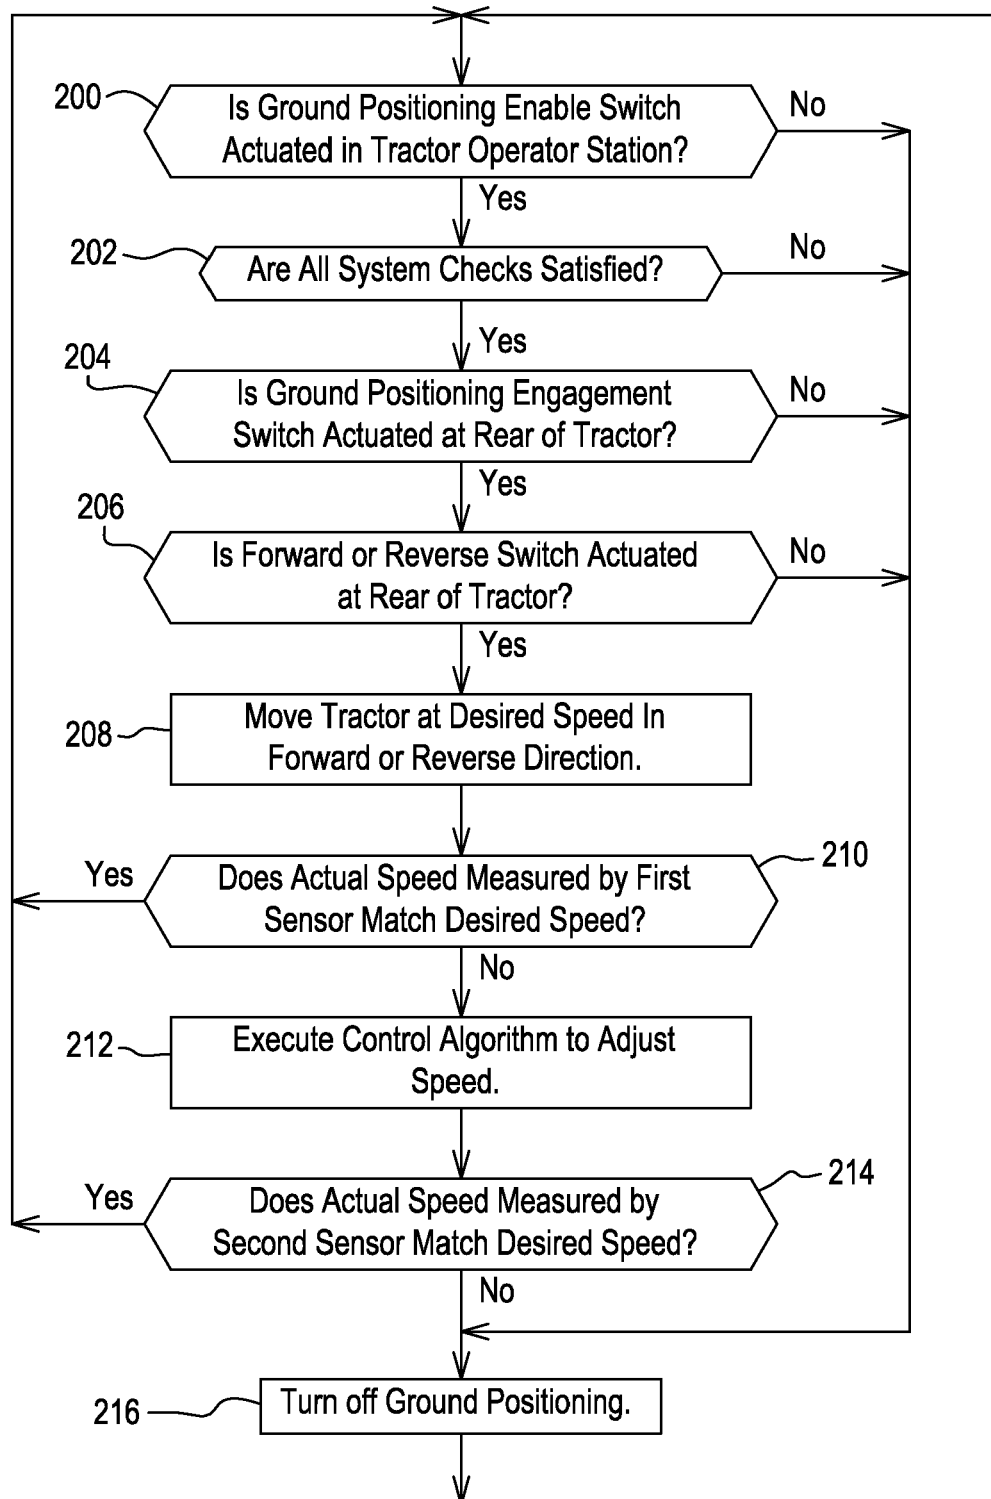 200
Is Ground Positioning Enable Switch
Actuated in Tractor Operator Station?
No
Yes
202
Are All System Checks Satisfied?
No
Yes
204
Is Ground Positioning Engagement
Switch Actuated at Rear of Tractor?
No
Yes
206
Is Forward or Reverse Switch Actuated
at Rear of Tractor?
No
Yes
208
Move Tractor at Desired Speed In
Forward or Reverse Direction.
210
Yes
Does Actual Speed Measured by First
Sensor Match Desired Speed?
No
212
Execute Control Algorithm to Adjust
Speed.
214
Yes
Does Actual Speed Measured by
Second Sensor Match Desired Speed?
No
216
Turn off Ground Positioning.